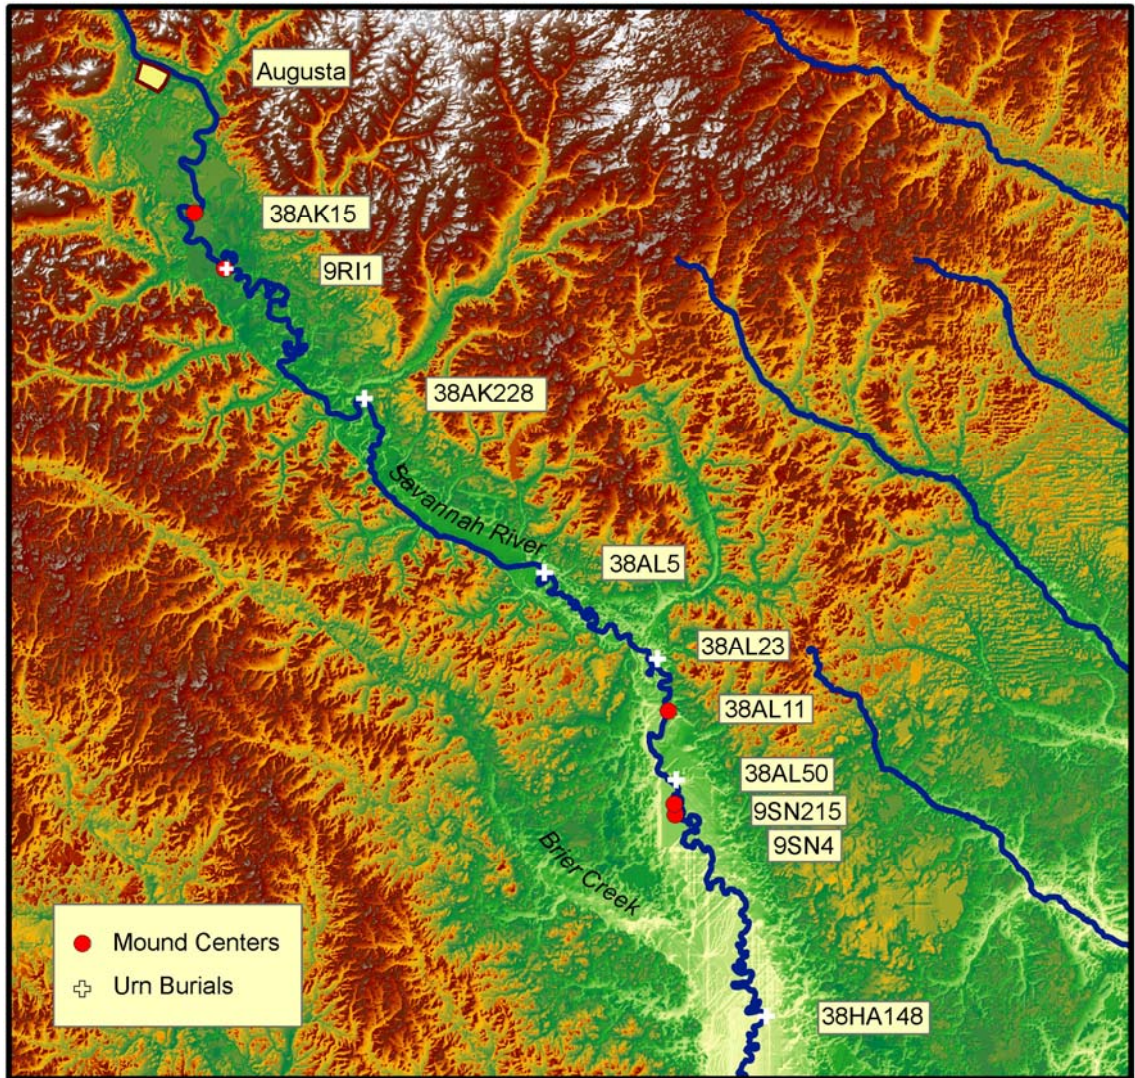 Augusta
38AK15
9RI1
38AK228
Savannah River
38AL5
38AL23
38AL11
38AL50
9SN215
9SN4
Brier Creek
Mound Centers
Urn Burials
38HA148